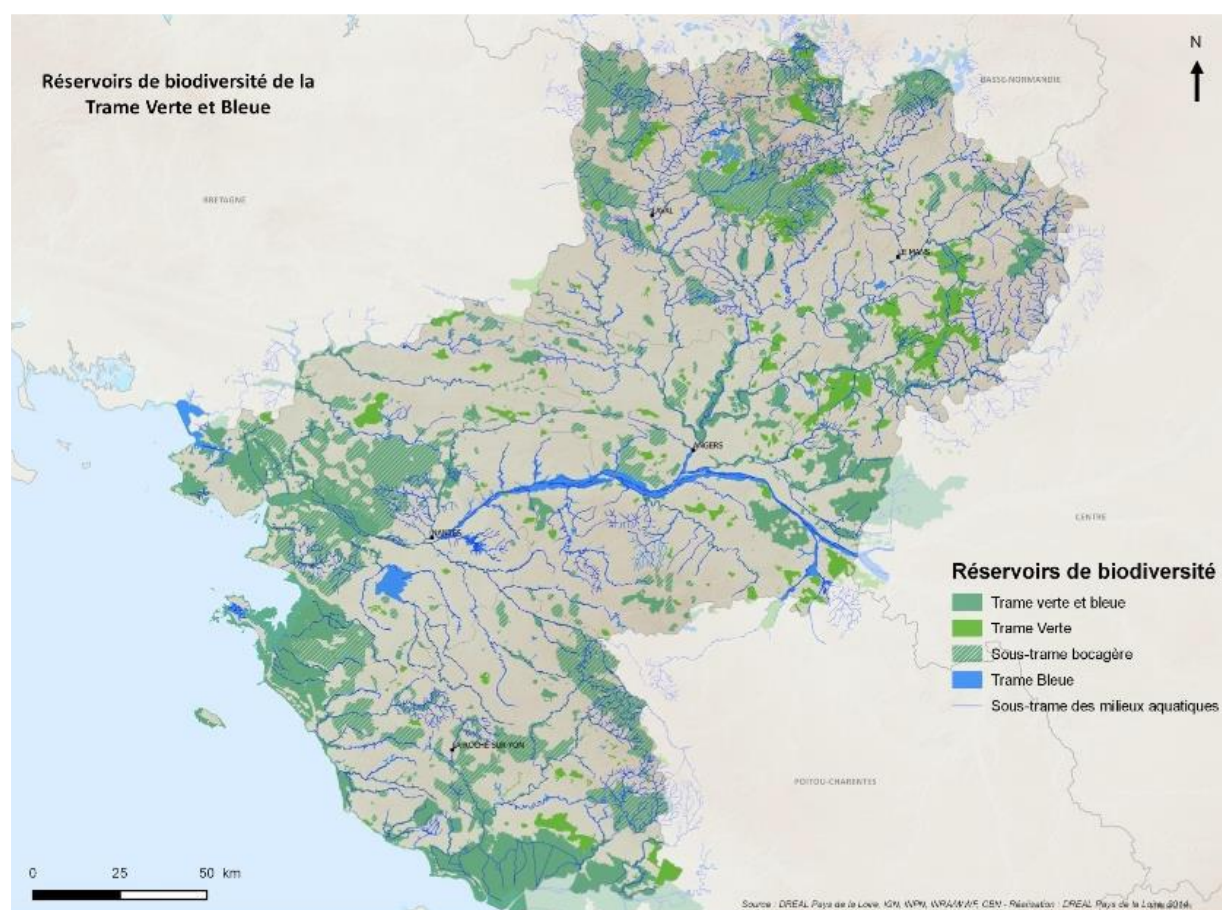 Réservoirs de biodiversité de la
Trame Verte et Bleue
N
BASSE-NORMANDIE
BRETAGNE
LAVAL
LE MANS
ANGERS
NANTES
CENTRE
LA ROCHE-SUR-YON
POITOU-CHARENTES
Réservoirs de biodiversité
Trame verte et bleue
Trame Verte
Sous-trame bocagère
Trame Bleue
Sous-trame des milieux aquatiques
0 25 50 km
Source : DREAL Pays de la Loire, IGN, INPN, CBN - Réalisation : DREAL Pays de la Loire 2014